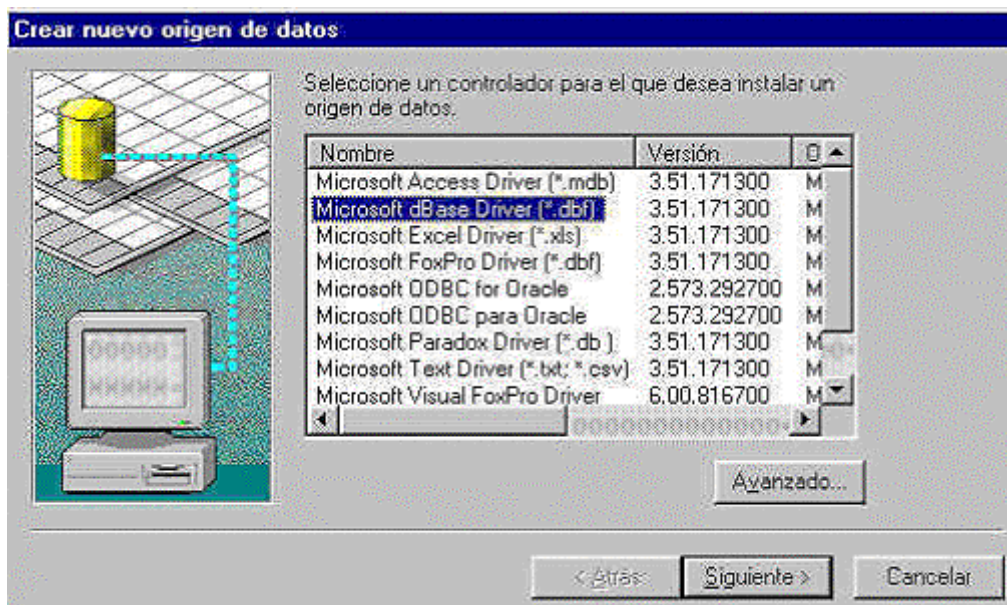 Crear nuevo origen de datos
Seleccione un controlador para el que desea instalar un
origen de datos.
Nombre Versión
Microsoft Access Driver (*.mdb) 3.51.171300 M
Microsoft dBase Driver (*.dbf) 3.51.171300 M
Microsoft Excel Driver (*.xls) 3.51.171300 M
Microsoft FoxPro Driver (*.dbf) 3.51.171300 M
Microsoft ODBC for Oracle 2.573.292700 M
Microsoft ODBC para Oracle 2.573.292700 M
Microsoft Paradox Driver (*.db ) 3.51.171300 M
Microsoft Text Driver (*.txt; *.csv) 3.51.171300 M
Microsoft Visual FoxPro Driver 6.00.816700 M
Avanzado...
< Atrás Siguiente > Cancelar